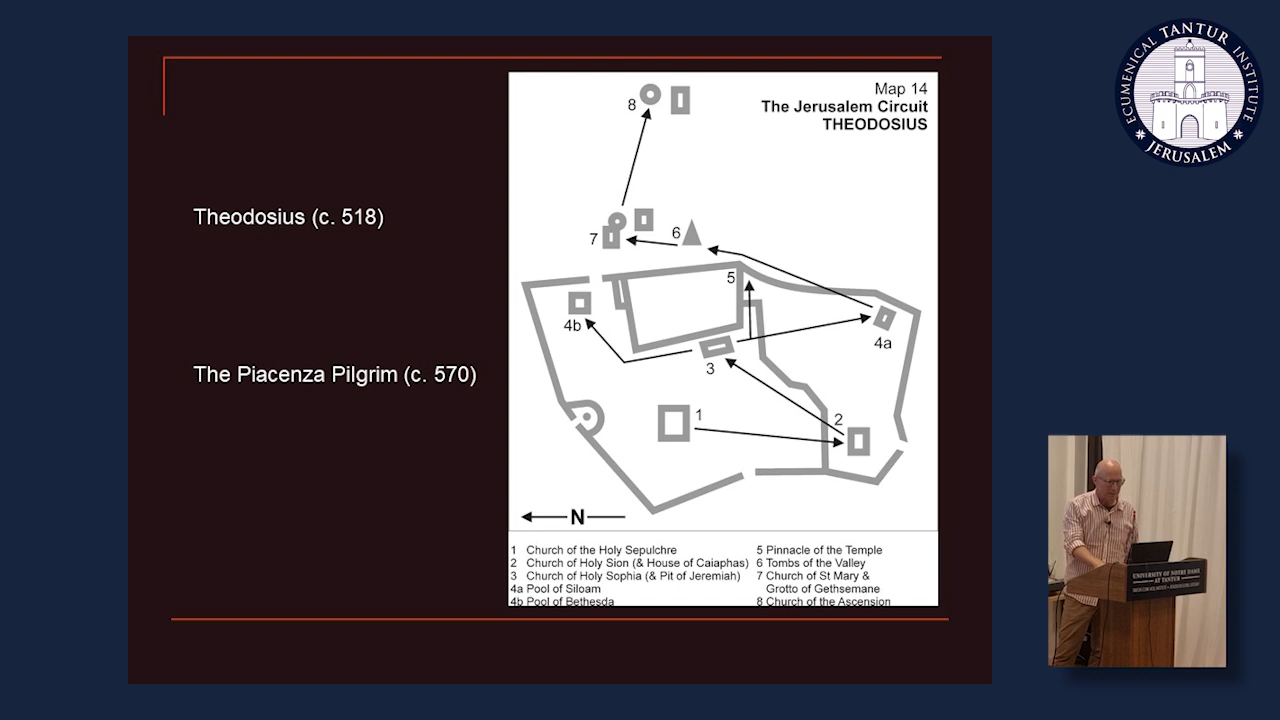 Map 14
The Jerusalem Circuit
THEODOSIUS
Theodosius (c. 518)
The Piacenza Pilgrim (c. 570)
8
7
6
5
4b
4a
3
1
2
N
1 Church of the Holy Sepulchre
2 Church of Holy Sion (& House of Caiaphas)
3 Church of Holy Sophia (& Pit of Jeremiah)
4a Pool of Siloam
4b Pool of Bethesda
5 Pinnacle of the Temple
6 Tombs of the Valley
7 Church of St Mary &
Grotto of Gethsemane
8 Church of the Ascension
ECUMENICAL TANTUR INSTITUTE
JERUSALEM
UNIVERSITY OF NOTRE DAME
AT TANTUR